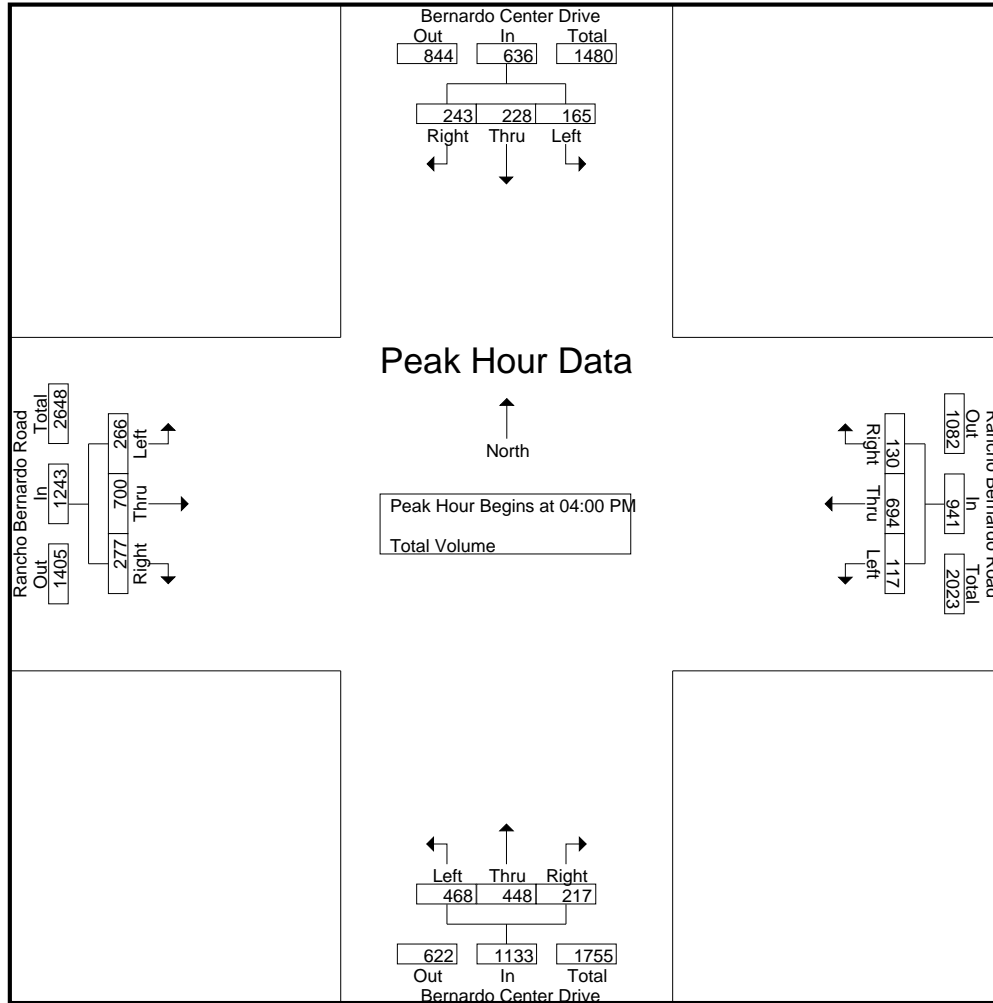 Bernardo Center Drive
Out In Total
844 636 1480
243 228 165
Right Thru Left
Peak Hour Data
North
Peak Hour Begins at 04:00 PM
Total Volume
Rancho Bernardo Road
Total In Out
2648 1243 1405
266 700 277
Left Thru Right
Rancho Bernardo Road
Out In Total
1082 941 2023
130 694 117
Right Thru Left
Left Thru Right
468 448 217
622 1133 1755
Out In Total
Bernardo Center Drive